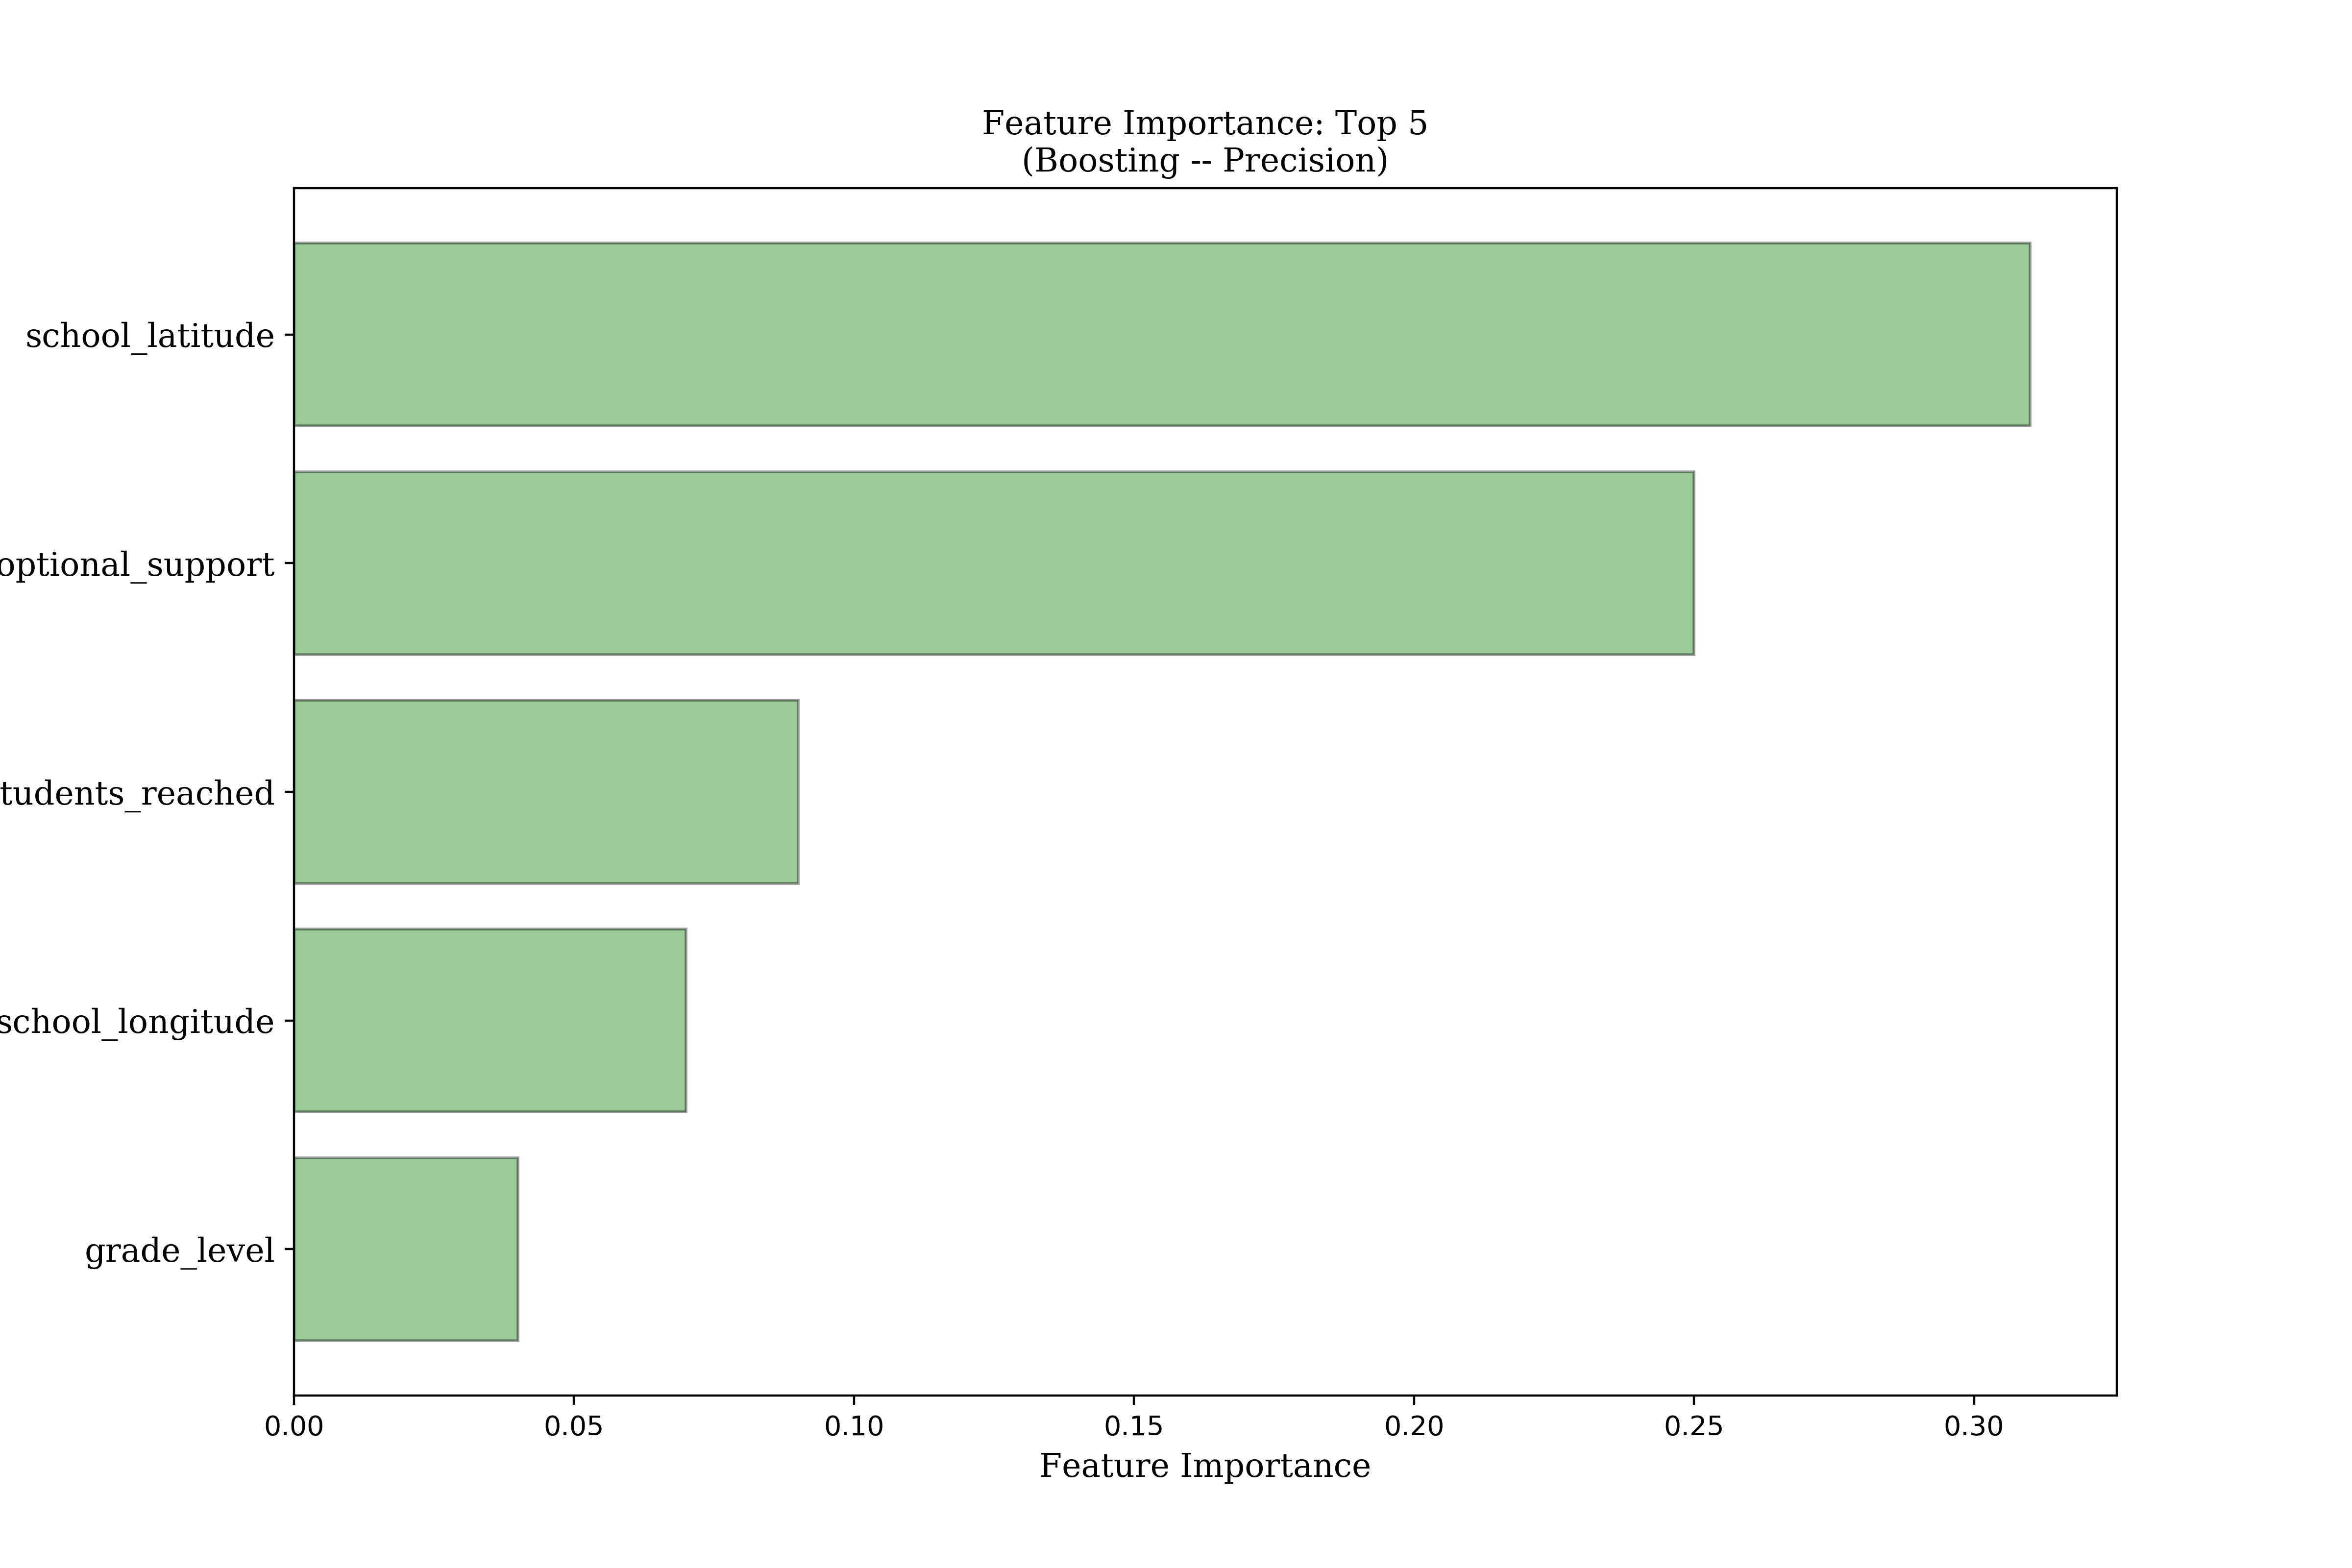 Feature Importance: Top 5
(Boosting -- Precision)
school_latitude
optional_support
tudents_reached
school_longitude
grade_level
0.00 0.05 0.10 0.15 0.20 0.25 0.30
Feature Importance